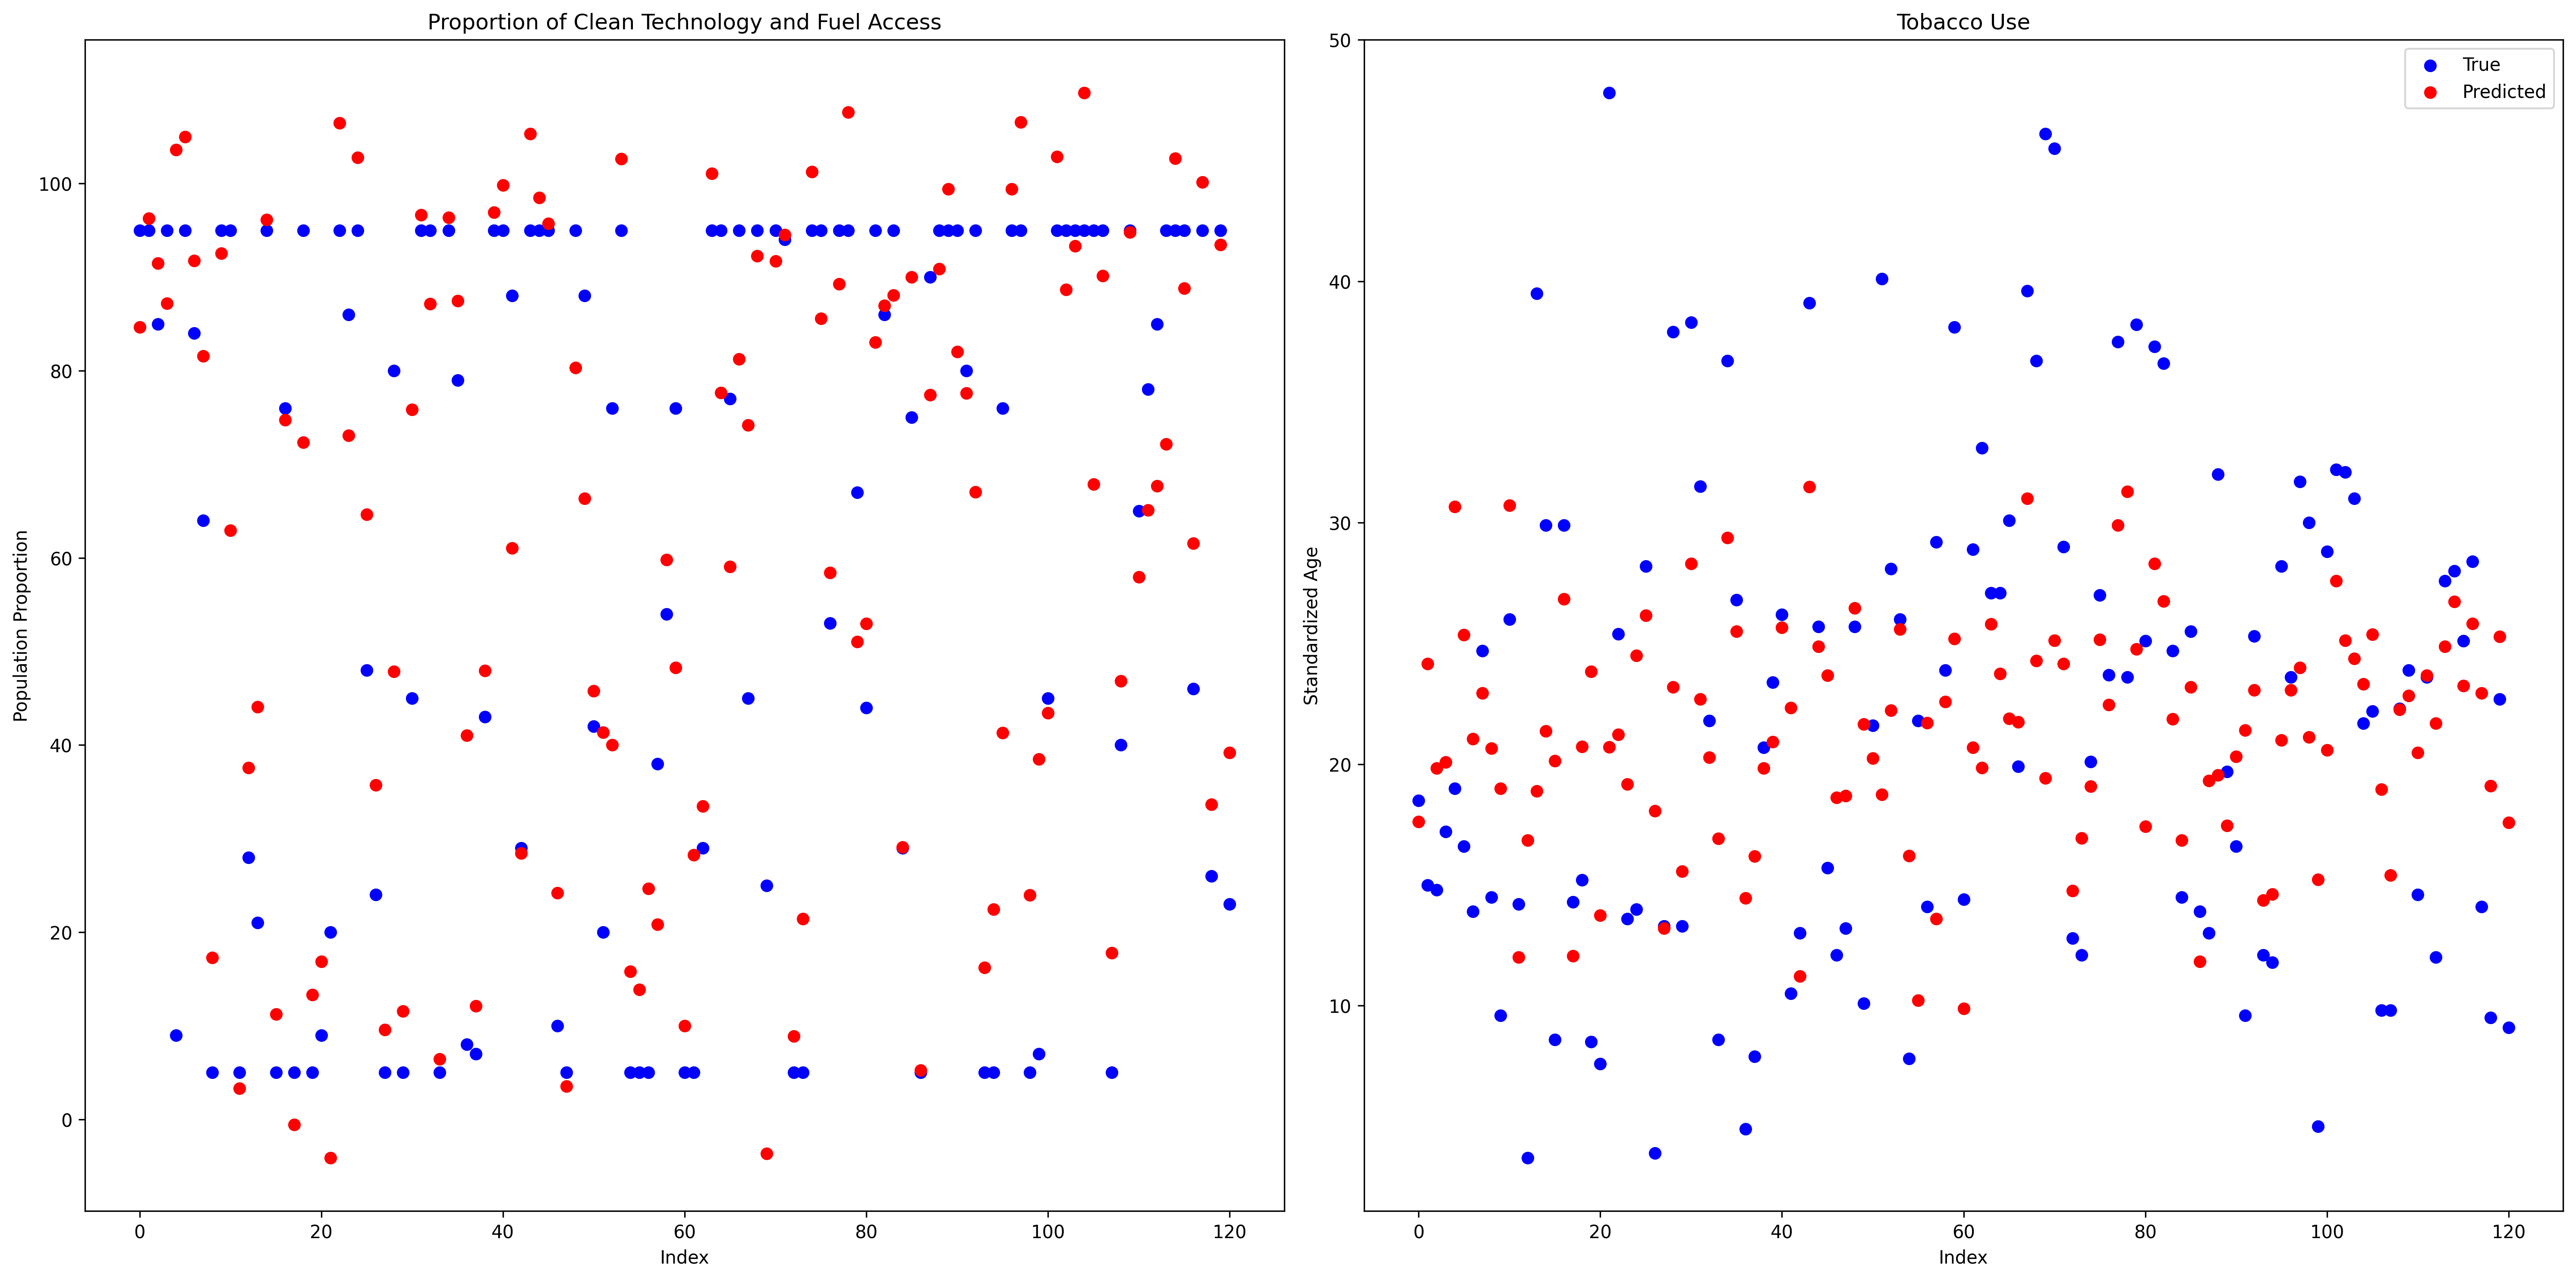 Proportion of Clean Technology and Fuel Access
Population Proportion
100
80
60
40
20
0
0 20 40 60 80 100 120
Index
Tobacco Use
Standardized Age
50
40
30
20
10
True
Predicted
0 20 40 60 80 100 120
Index